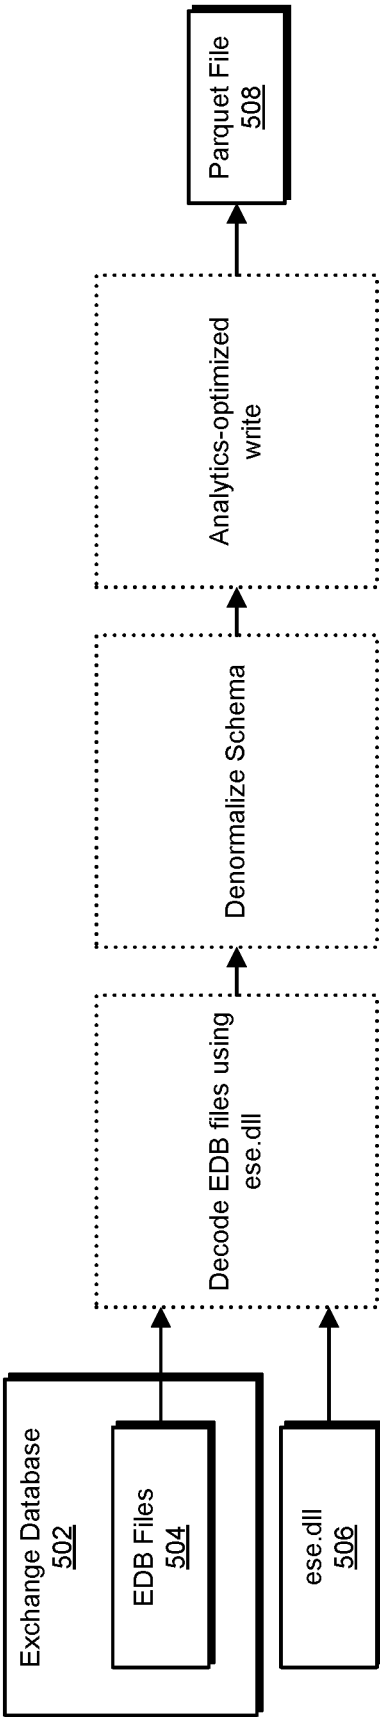 Exchange Database
502
EDB Files
504
ese.dll
506
Decode EDB files using
ese.dll
Denormalize Schema
Analytics-optimized
write
Parquet File
508